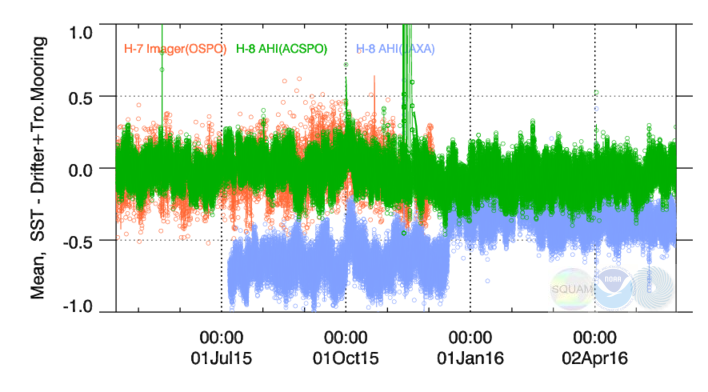 H-7 Imager(OSPO) H-8 AHI(ACSPO) H-8 AHI(JAXA)
Mean, SST - Drifter+Tro.Mooring
1.0
0.5
0.0
-0.5
-1.0
SQUAM
00:00 00:00 00:00 00:00
01Jul15 01Oct15 01Jan16 02Apr16